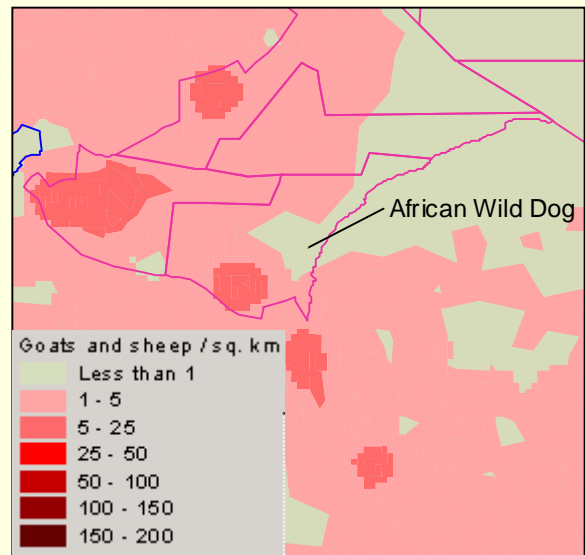 African Wild Dog
Goats and sheep / sq. km
Less than 1
1 - 5
5 - 25
25 - 50
50 - 100
100 - 150
150 - 200